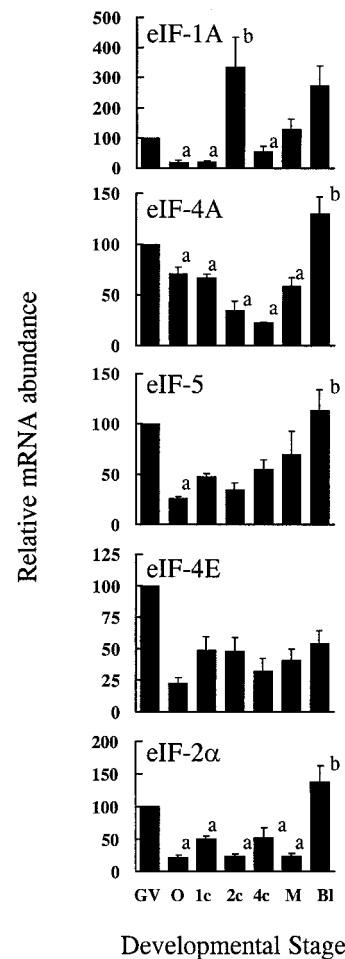 Relative mRNA abundance
eIF-1A
500
400
300
200
100
0
a
a
b
a
eIF-4A
150
100
50
0
a
a
a
a
a
b
eIF-5
150
100
50
0
a
b
eIF-4E
125
100
75
50
25
0
eIF-2α
200
150
100
50
0
a
a
a
a
a
b
GV O 1c 2c 4c M Bl
Developmental Stage